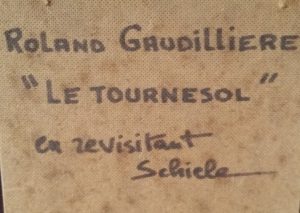 ROLAND GAUDILLIERE
"LE TOURNESOL"
en revisitant
Schiele